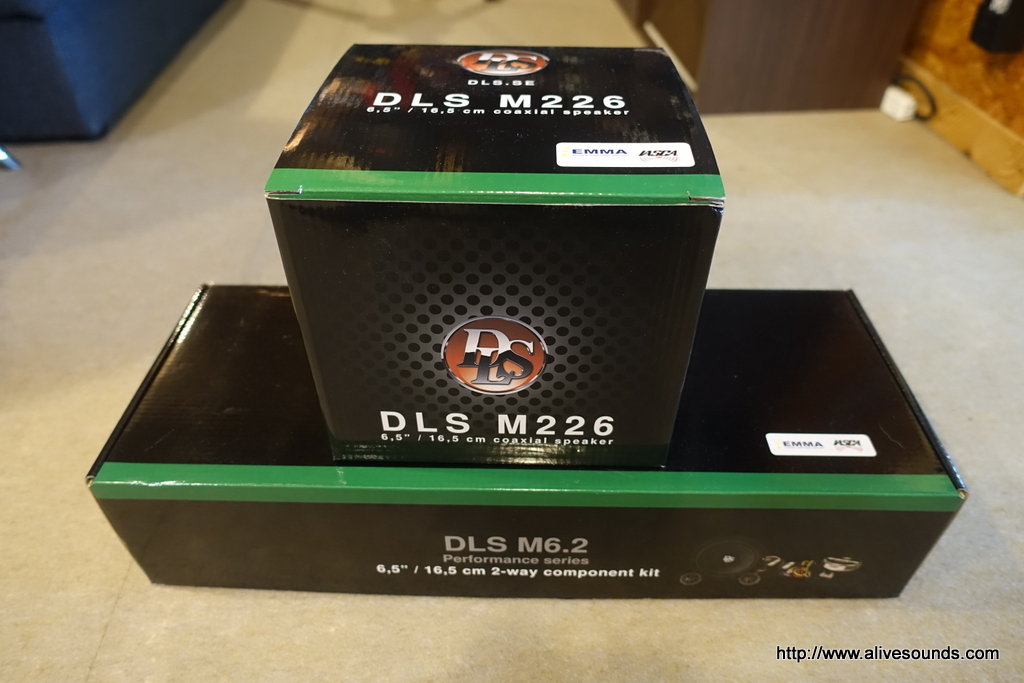 DLS
DLS.SE
DLS M226
6,5" / 16,5 cm coaxial speaker
EMMA IASCA
DLS
DLS M226
6,5" / 16,5 cm coaxial speaker
EMMA IASCA
DLS M6.2
Performance series
6,5" / 16,5 cm 2-way component kit
http://www.alivesounds.com